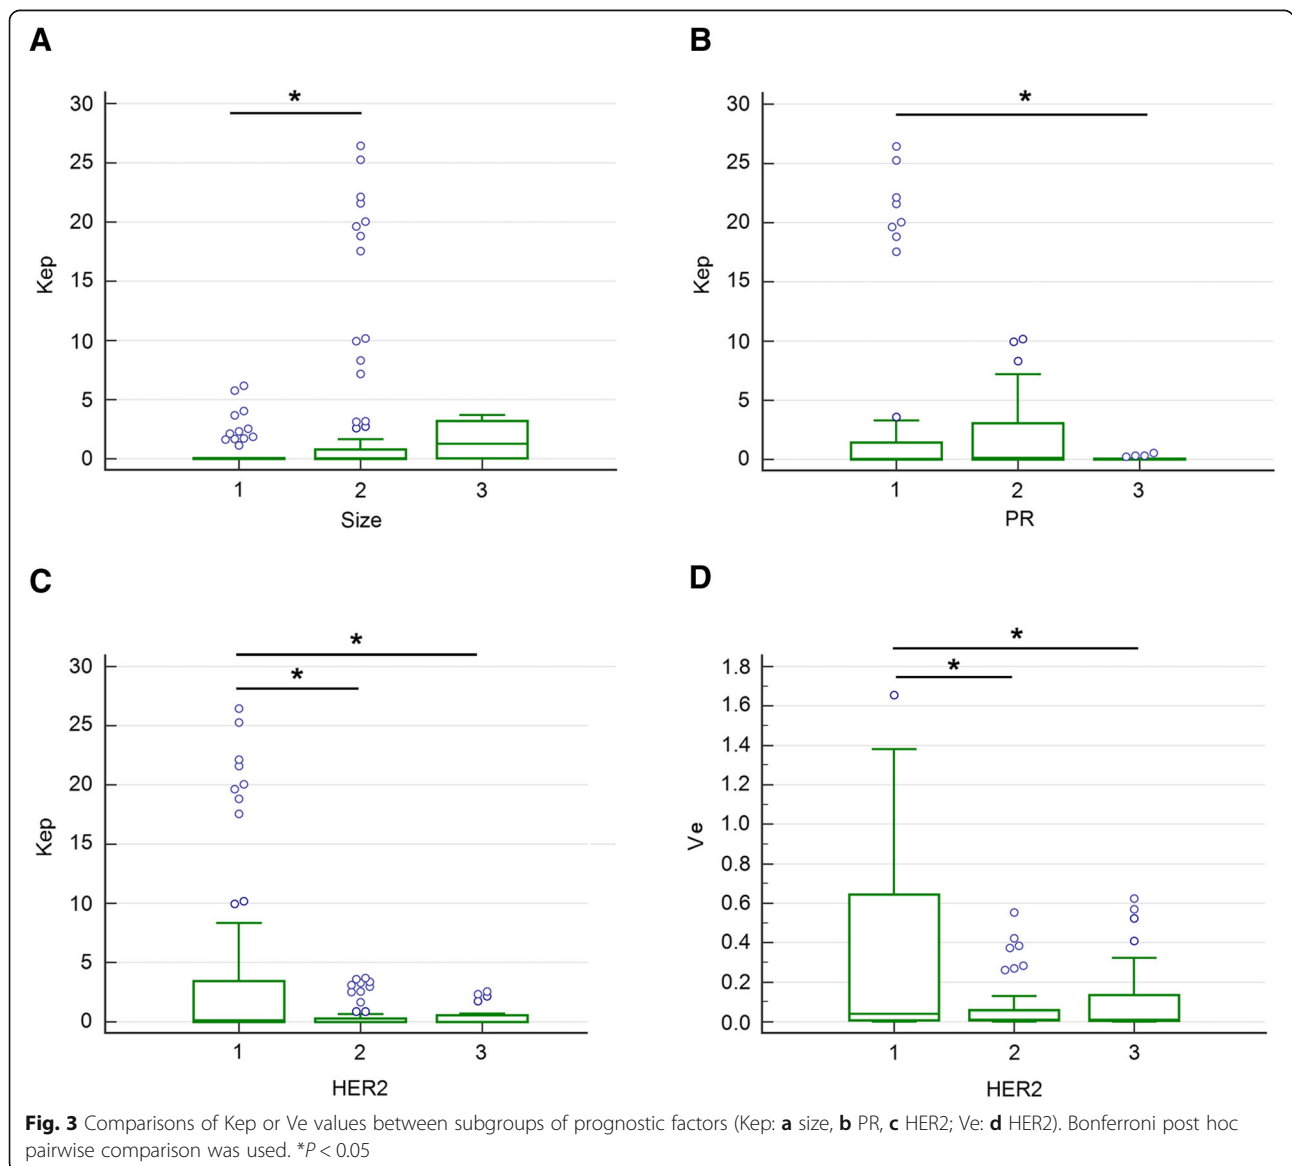 A
*
30
25
20
15
10
5
0
Kep
1 2 3
Size
B
*
30
25
20
15
10
5
0
Kep
1 2 3
PR
C
*
*
30
25
20
15
10
5
0
Kep
1 2 3
HER2
D
*
*
1.8
1.6
1.4
1.2
1.0
0.8
0.6
0.4
0.2
0.0
Ve
1 2 3
HER2
Fig. 3 Comparisons of Kep or Ve values between subgroups of prognostic factors (Kep: a size, b PR, c HER2; Ve: d HER2). Bonferroni post hoc
pairwise comparison was used. *P < 0.05